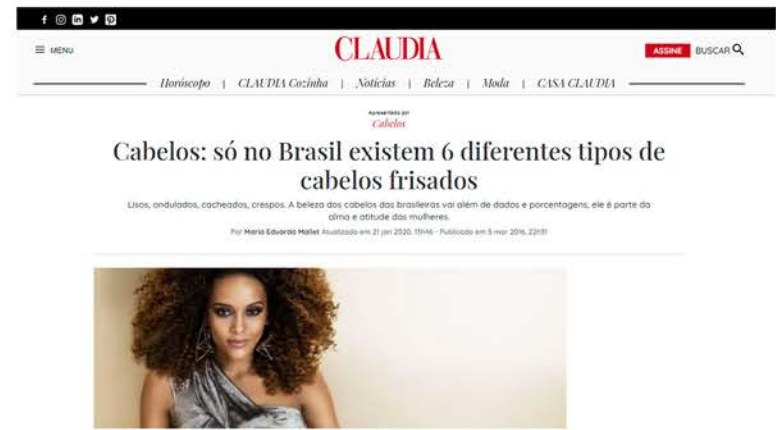 MENU
CLAUDIA
ASSINE
BUSCAR
Horóscopo | CLAUDIA Cozinha | Notícias | Beleza | Moda | CASA CLAUDIA
Apresentado por
Cabelos
Cabelos: só no Brasil existem 6 diferentes tipos de
cabelos frisados
Lisos, ondulados, cacheados, crespos. A beleza dos cabelos das brasileiras vai além de dados e porcentagens, ele é parte da
alma e atitude das mulheres.
Por Maria Eduarda Mallet Atualizado em 21 jan 2020, 15h46 - Publicado em 5 mar 2016, 22h31